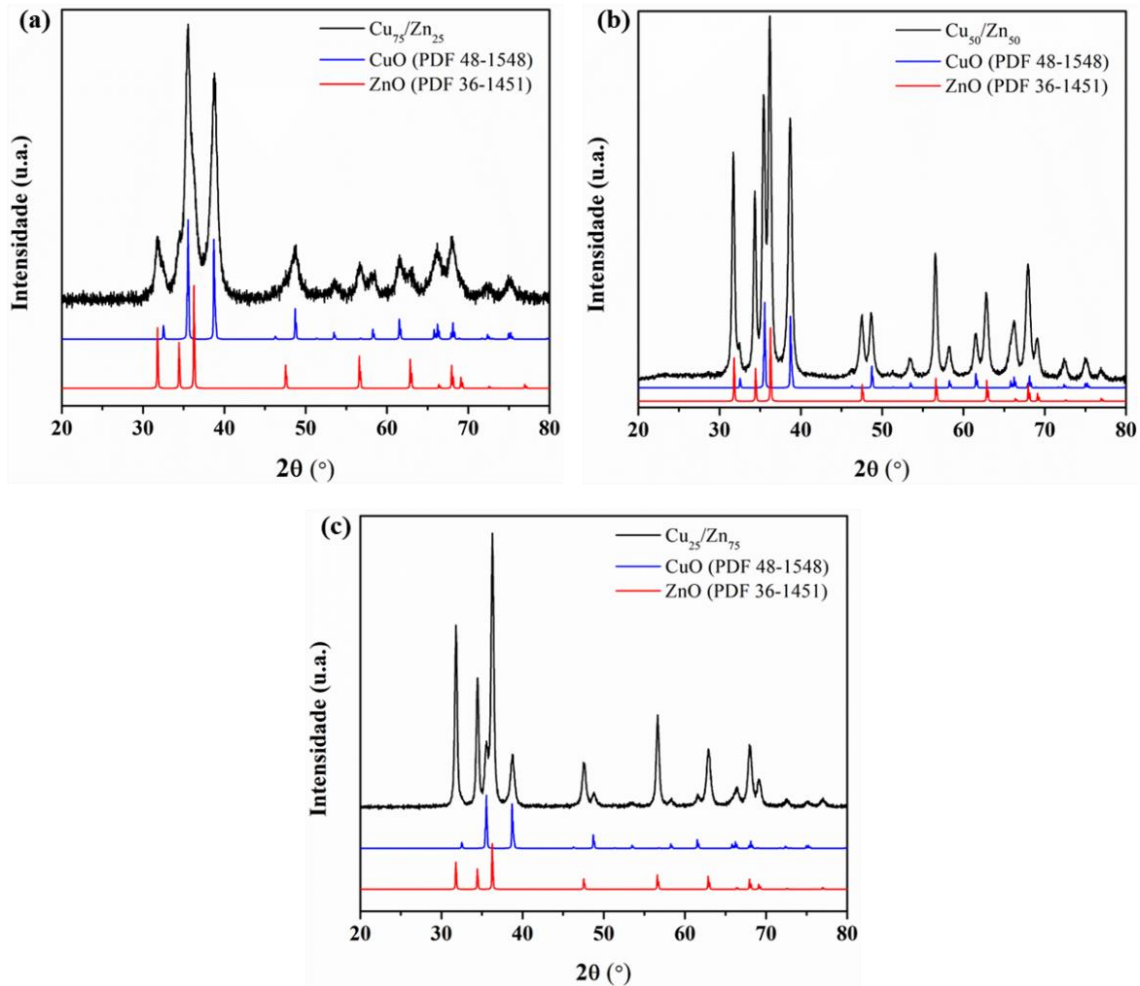 (a)
Cu₇₅/Zn₂₅
CuO (PDF 48-1548)
ZnO (PDF 36-1451)
Intensidade (u.a.)
20 30 40 50 60 70 80
2θ (°)
(b)
Cu₅₀/Zn₅₀
CuO (PDF 48-1548)
ZnO (PDF 36-1451)
Intensidade (u.a.)
20 30 40 50 60 70 80
2θ (°)
(c)
Cu₂₅/Zn₇₅
CuO (PDF 48-1548)
ZnO (PDF 36-1451)
Intensidade (u.a.)
20 30 40 50 60 70 80
2θ (°)